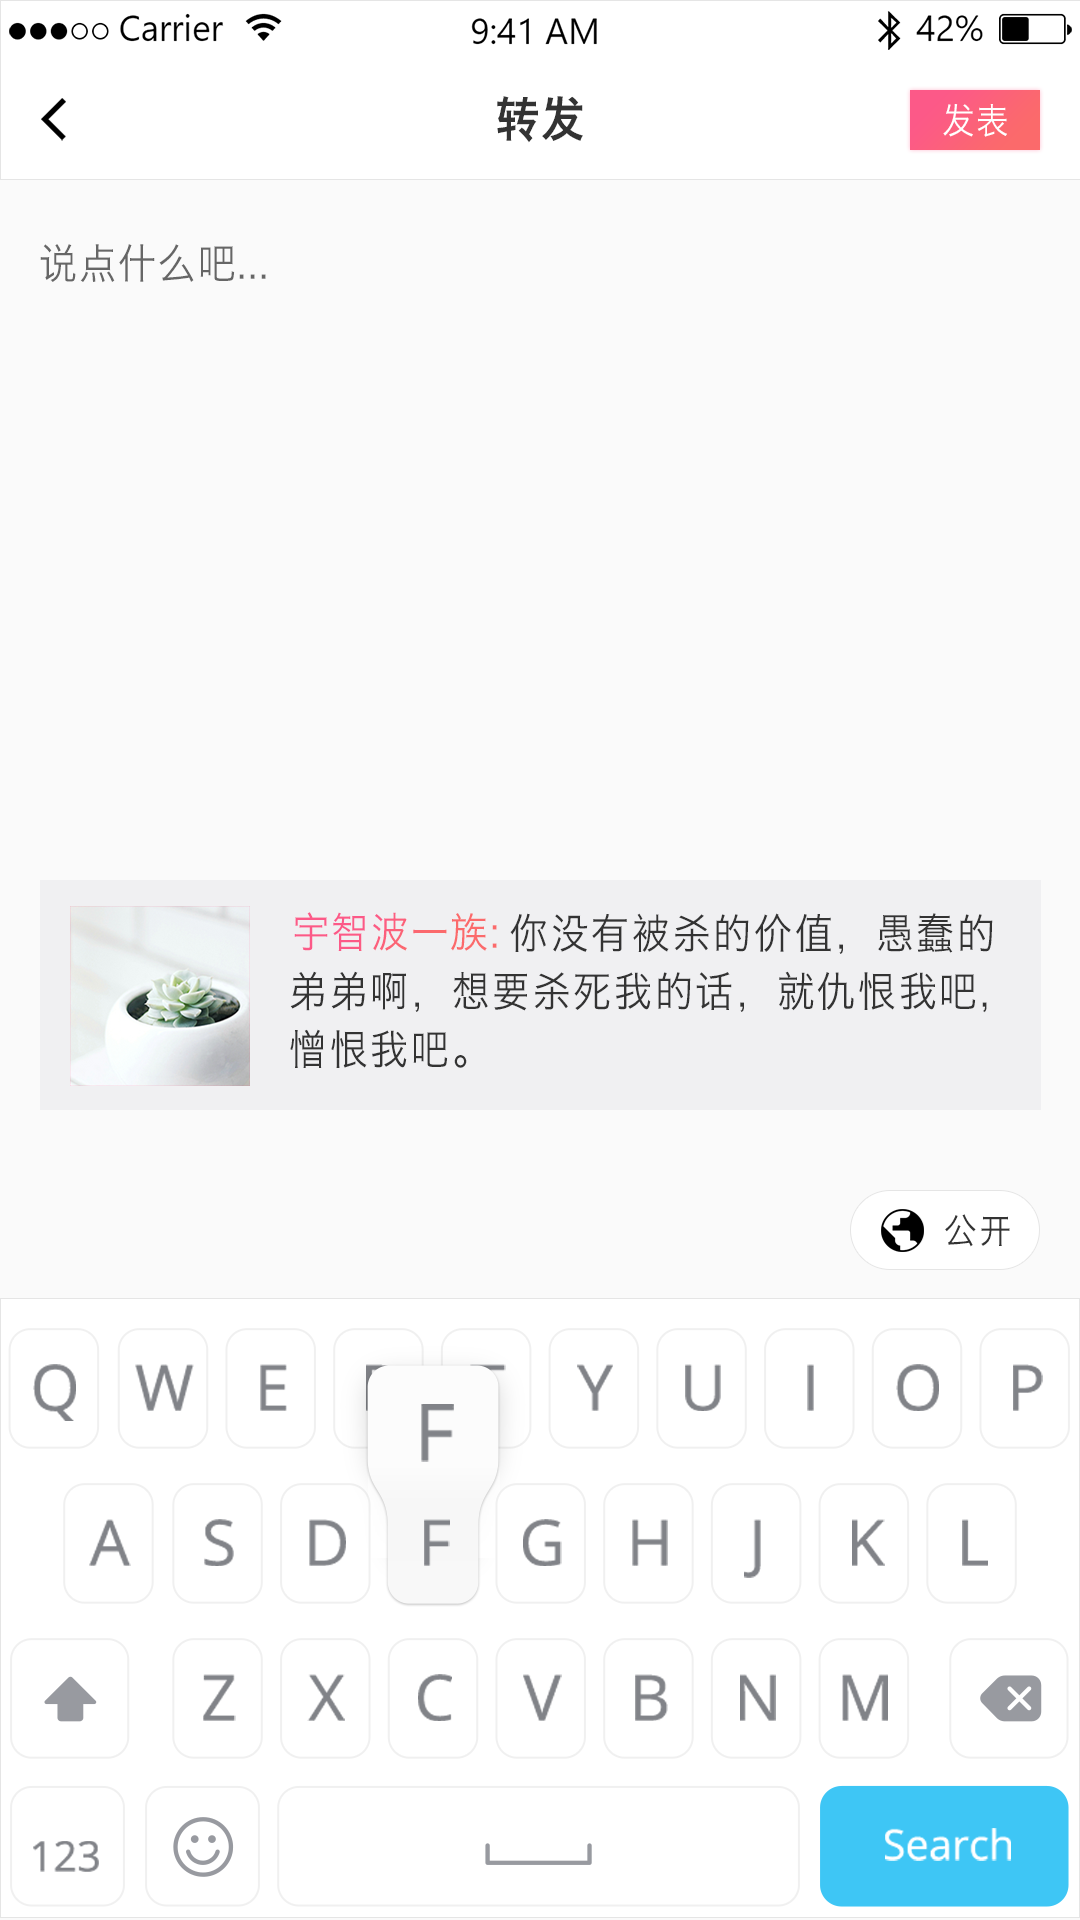 Carrier 9:41 AM 42%
转发 发表
说点什么吧...
宇智波一族: 你没有被杀的价值，愚蠢的
弟弟啊，想要杀死我的话，就仇恨我吧，
憎恨我吧。
公开
Q W E Y U I O P
F
A S D F G H J K L
Z X C V B N M
123 Search